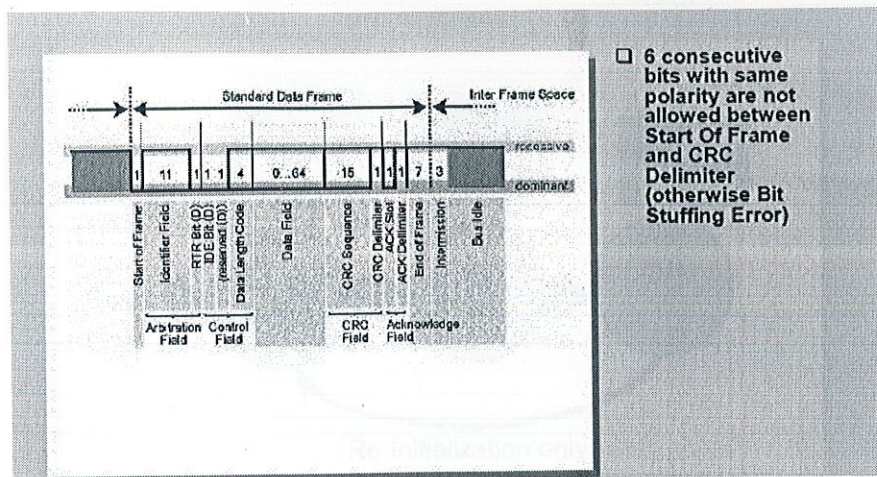 Standard Data Frame
Inter Frame Space
recessive
1 11 1 1 1 4 0...64 15 1 1 1 7 3
dominant
Start of Frame
Identifier Field
RTR Bit (D)
IDE Bit (D)
(reserved (D))
Data Length Code
Data Field
CRC Sequence
CRC Delimiter
ACK Slot
ACK Delimiter
End of Frame
Intermission
Bus Idle
Arbitration Field
Control Field
CRC Field
Acknowledge Field
❑ 6 consecutive
bits with same
polarity are not
allowed between
Start Of Frame
and CRC
Delimiter
(otherwise Bit
Stuffing Error)
Re-Initialization only